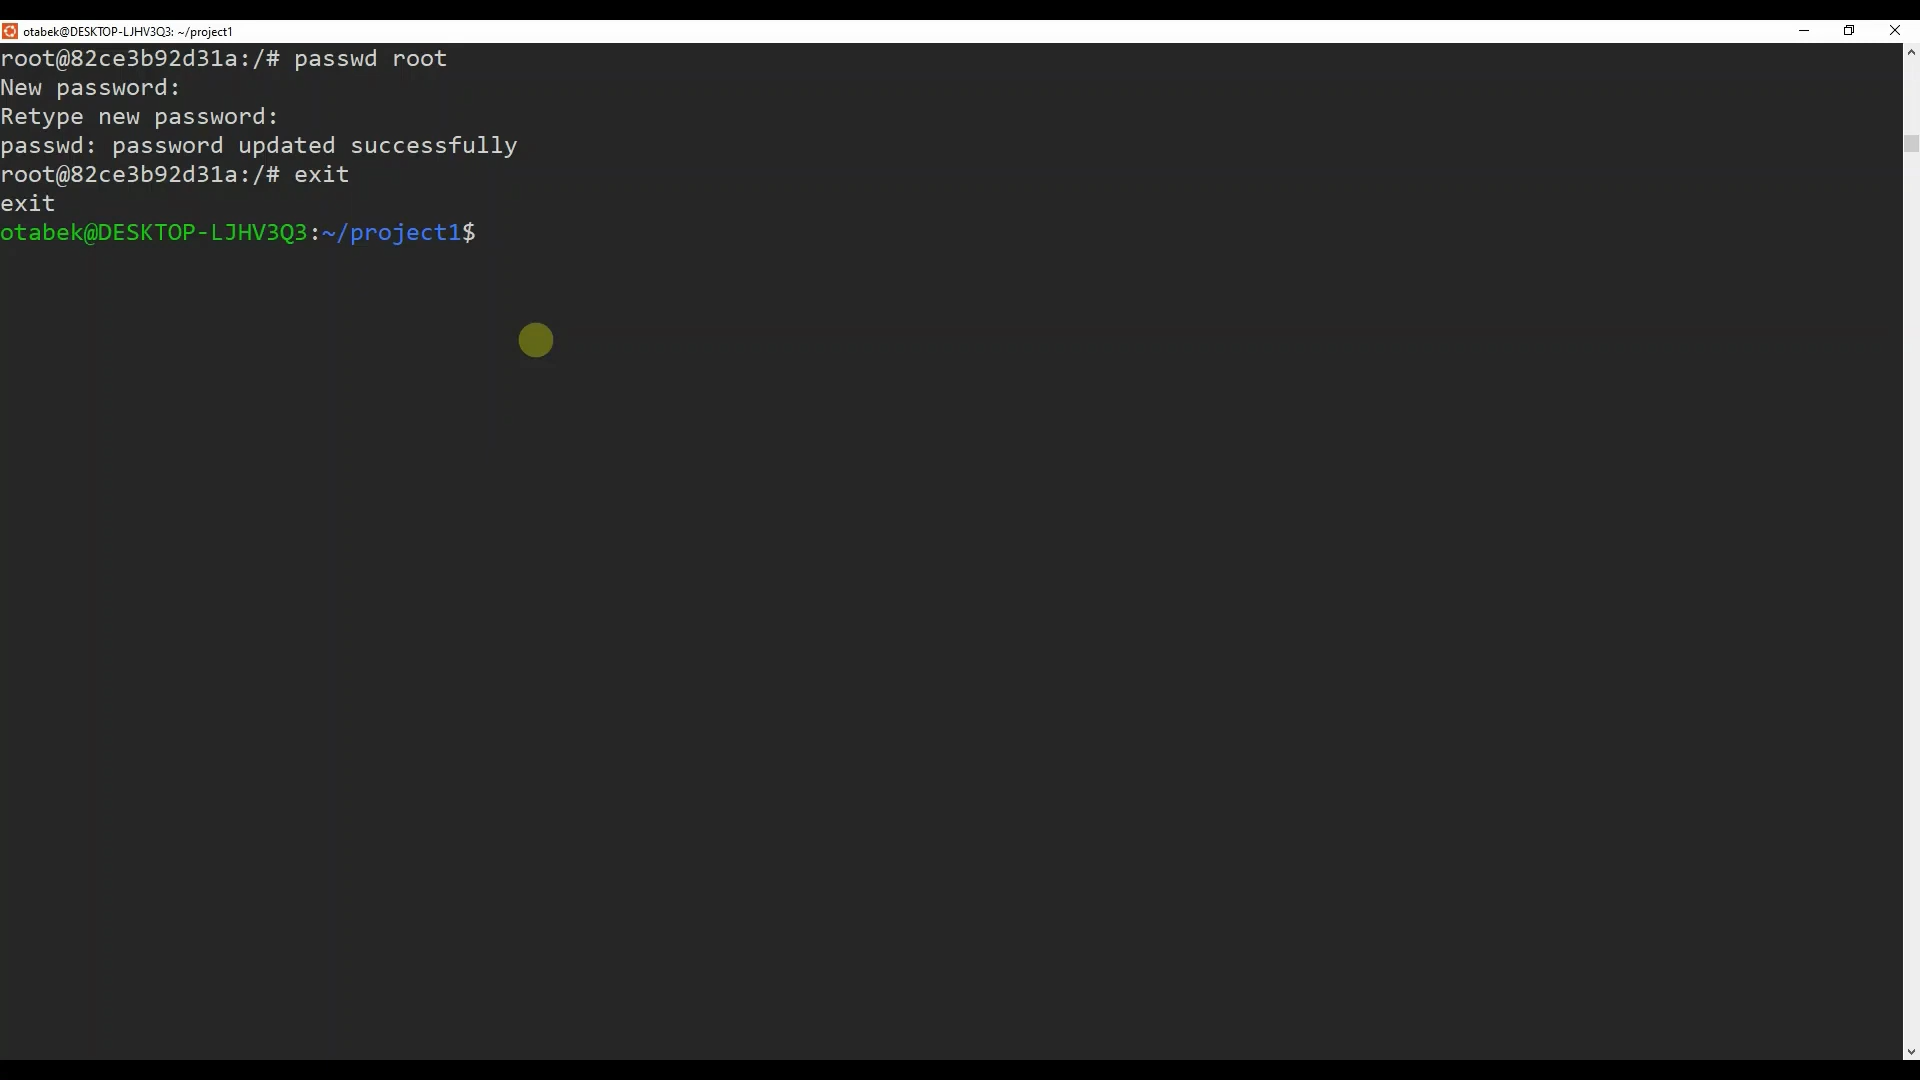 otabek@DESKTOP-LJHV3Q3: ~/project1
root@82ce3b92d31a:/# passwd root
New password:
Retype new password:
passwd: password updated successfully
root@82ce3b92d31a:/# exit
exit
otabek@DESKTOP-LJHV3Q3:~/project1$